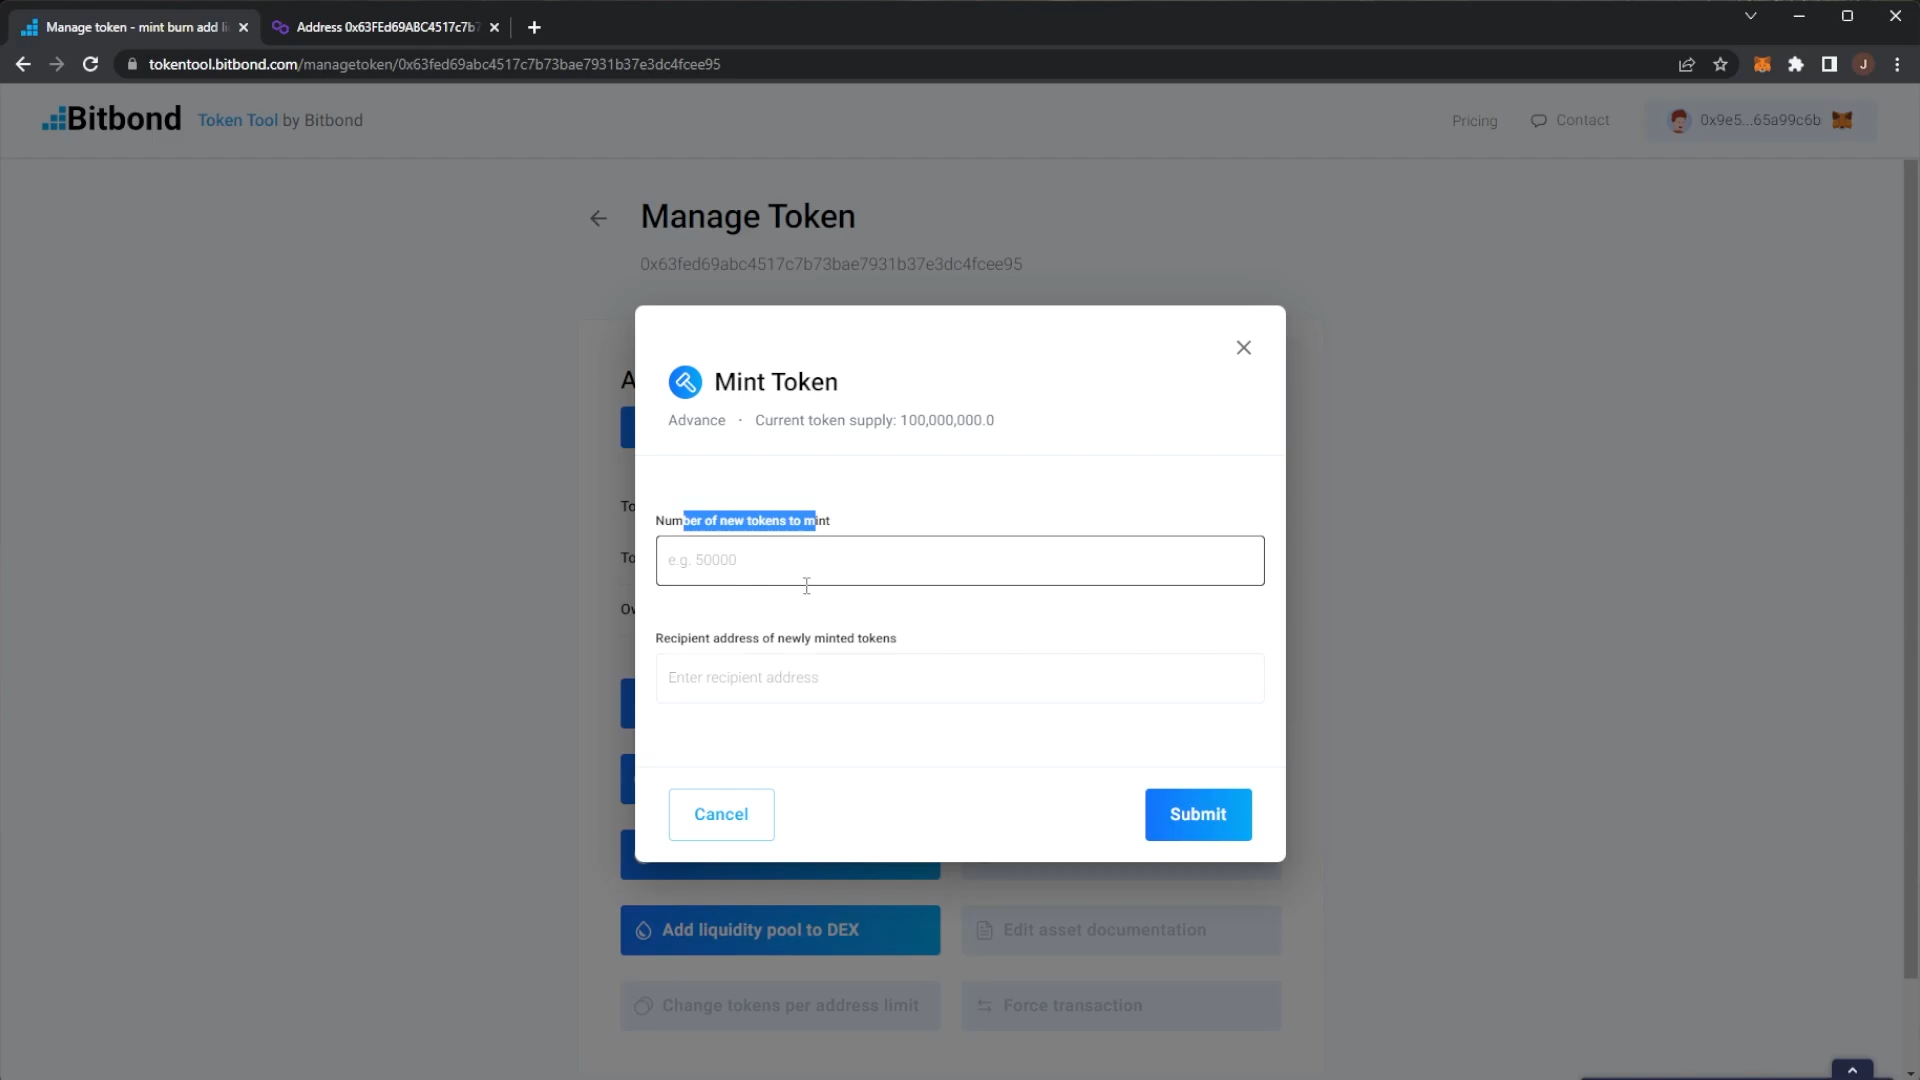 Manage token - mint burn add li
Address 0x63FEd69ABC4517c7b7
tokentool.bitbond.com/managetoken/0x63fed69abc4517c7b73bae7931b37e3dc4fcee95
J
Bitbond
Token Tool by Bitbond
Pricing
Contact
0x9e5...65a99c6b
Manage Token
0x63fed69abc4517c7b73bae7931b37e3dc4fcee95
A
Mint Token
Advance · Current token supply: 100,000,000.0
To
Number of new tokens to mint
e.g. 50000
To
Ow
Recipient address of newly minted tokens
Enter recipient address
Cancel
Submit
Add liquidity pool to DEX
Edit asset documentation
Change tokens per address limit
Force transaction